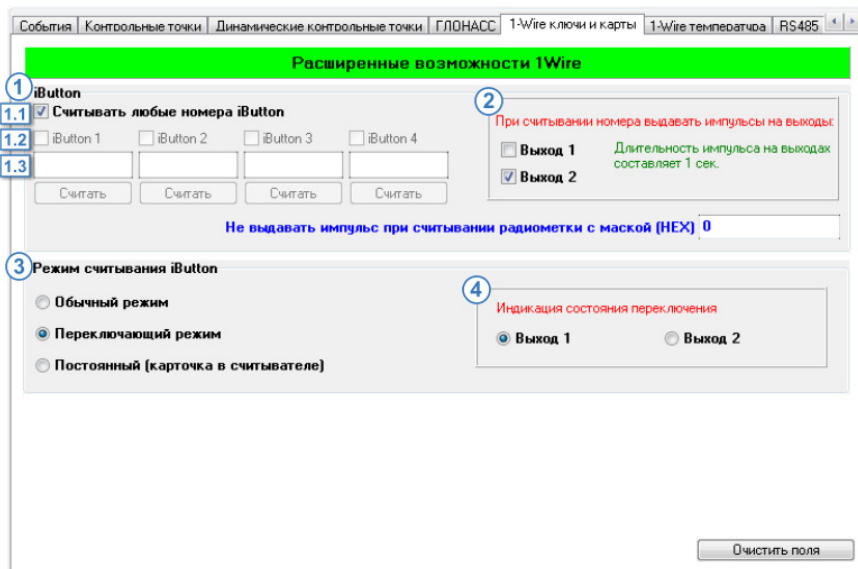 События Контрольные точки Динамические контрольные точки ГЛОНАСС 1-Wire ключи и карты 1-Wire температура RS485
Расширенные возможности 1Wire
1 iButton
1.1 Считывать любые номера iButton
1.2 iButton 1 iButton 2 iButton 3 iButton 4
1.3
Считать Считать Считать Считать
2
При считывании номера выдавать импульсы на выходы:
Выход 1
Выход 2
Длительность импульса на выходах
составляет 1 сек.
Не выдавать импульс при считывании радиометки с маской (HEX) 0
3 Режим считывания iButton
Обычный режим
Переключающий режим
Постоянный (карточка в считывателе)
4
Индикация состояния переключения
Выход 1 Выход 2
Очистить поля